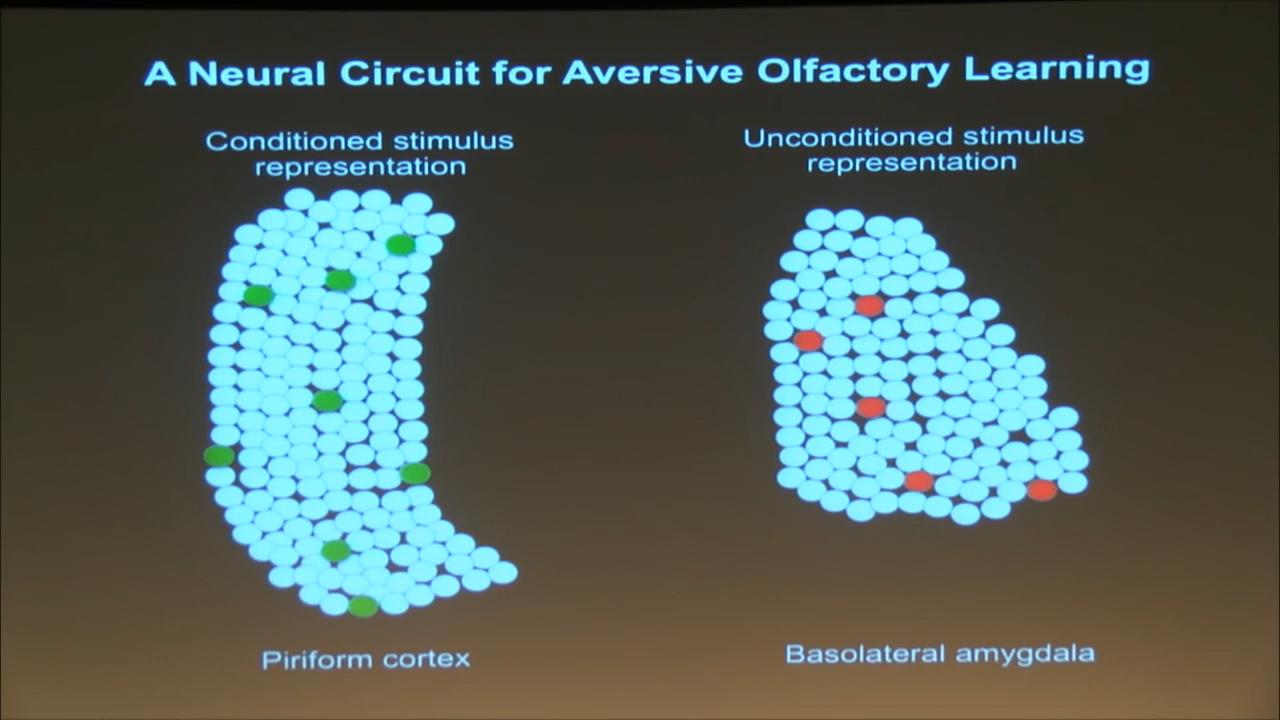 A Neural Circuit for Aversive Olfactory Learning
Conditioned stimulus
representation
Unconditioned stimulus
representation
Piriform cortex
Basolateral amygdala